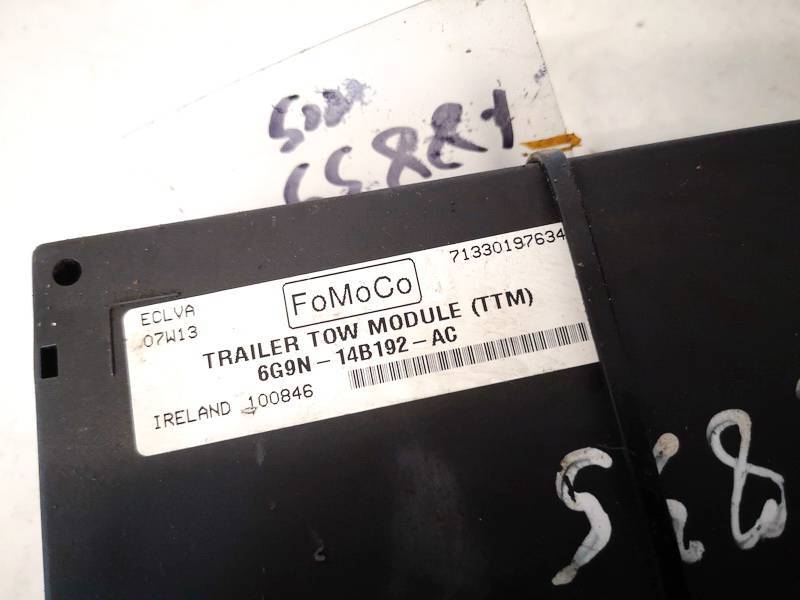 71330197634
FoMoCo
ECLVA
07W13
TRAILER TOW MODULE (TTM)
6G9N-14B192-AC
IRELAND 100846